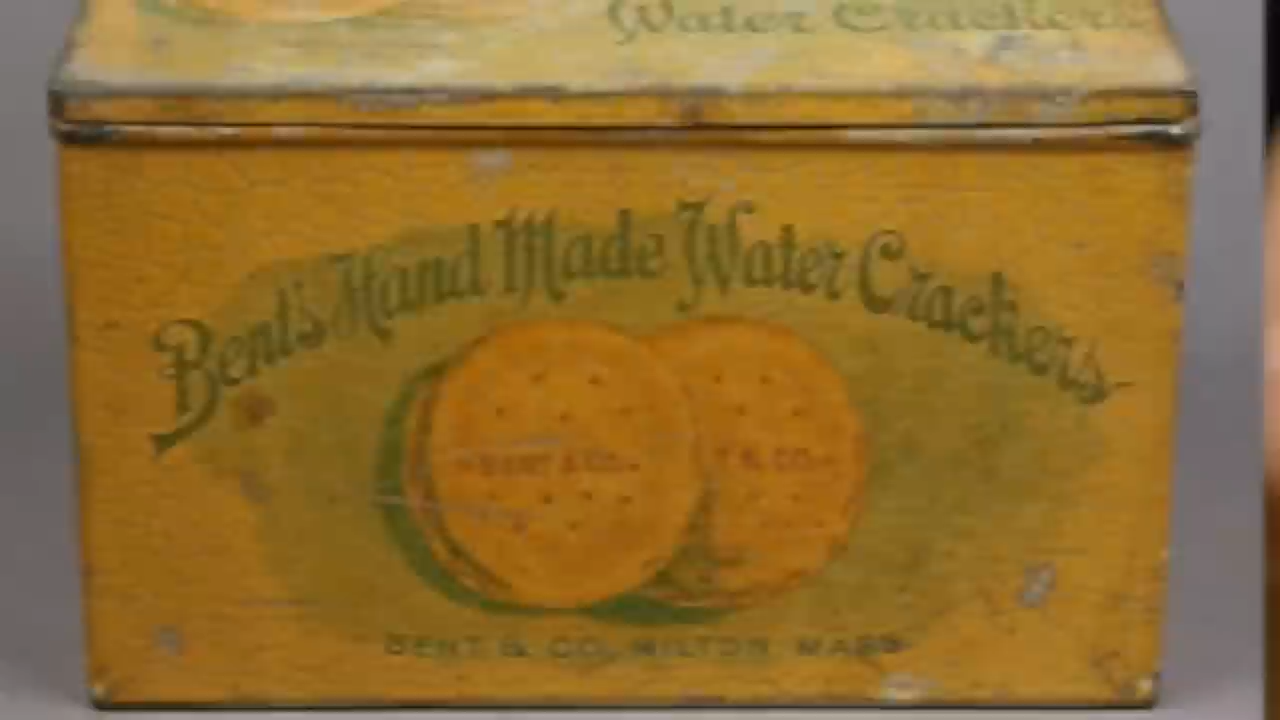 Water Crackers
Bent's Hand Made Water Crackers
BENT & CO.
T & CO.
BENT & CO. MILTON MASS.